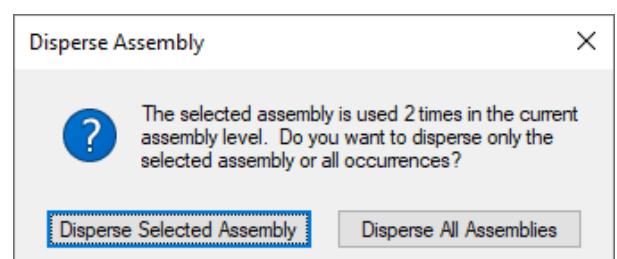 Disperse Assembly
The selected assembly is used 2 times in the current
assembly level. Do you want to disperse only the
selected assembly or all occurrences?
Disperse Selected Assembly
Disperse All Assemblies